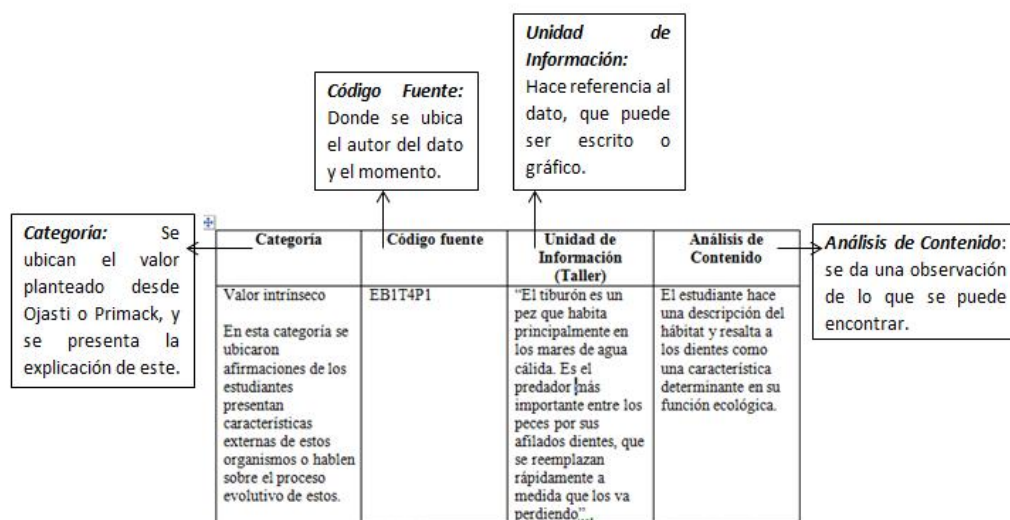 Unidad de
Información:
Hace referencia al
dato, que puede
ser escrito o
gráfico.
Código Fuente:
Donde se ubica
el autor del dato
y el momento.
Categoría: Se
ubican el valor
planteado desde
Ojasti o Primack, y
se presenta la
explicación de este.
Análisis de Contenido:
se da una observación
de lo que se puede
encontrar.
Categoría
Código fuente
Unidad de
Información
(Taller)
Análisis de
Contenido
Valor intrínseco
En esta categoría se
ubicaron
afirmaciones de los
estudiantes
presentan
características
externas de estos
organismos o hablen
sobre el proceso
evolutivo de estos.
EB1T4P1
“El tiburón es un
pez que habita
principalmente en
los mares de agua
cálida. Es el
predador más
importante entre los
peces por sus
afilados dientes, que
se reemplazan
rápidamente a
medida que los va
perdiendo”.
El estudiante hace
una descripción del
hábitat y resalta a
los dientes como
una característica
determinante en su
función ecológica.